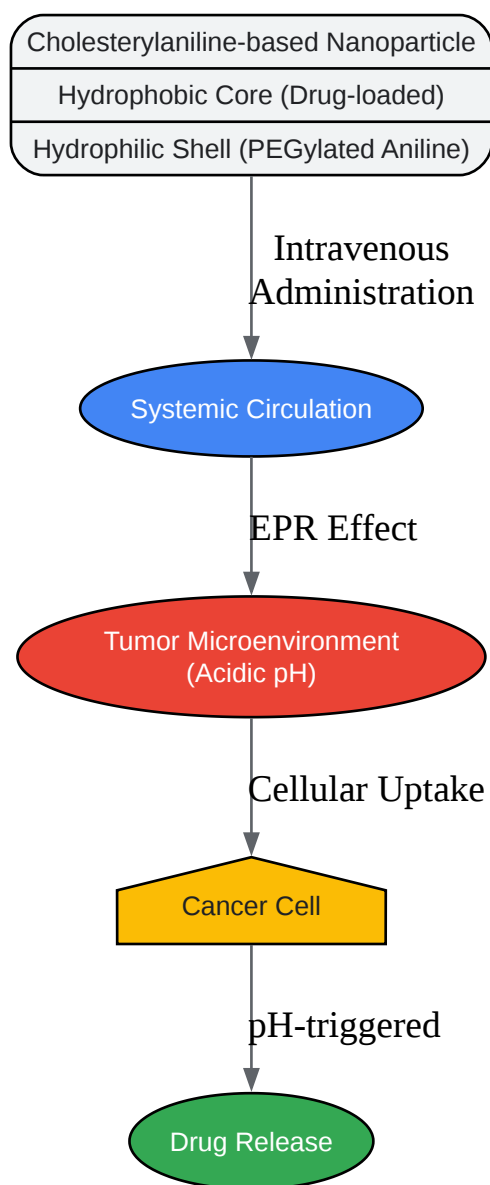 Cholesterylaniline-based Nanoparticle
Hydrophobic Core (Drug-loaded)
Hydrophilic Shell (PEGylated Aniline)
Intravenous
Administration
Systemic Circulation
EPR Effect
Tumor Microenvironment
(Acidic pH)
Cellular Uptake
Cancer Cell
pH-triggered
Drug Release